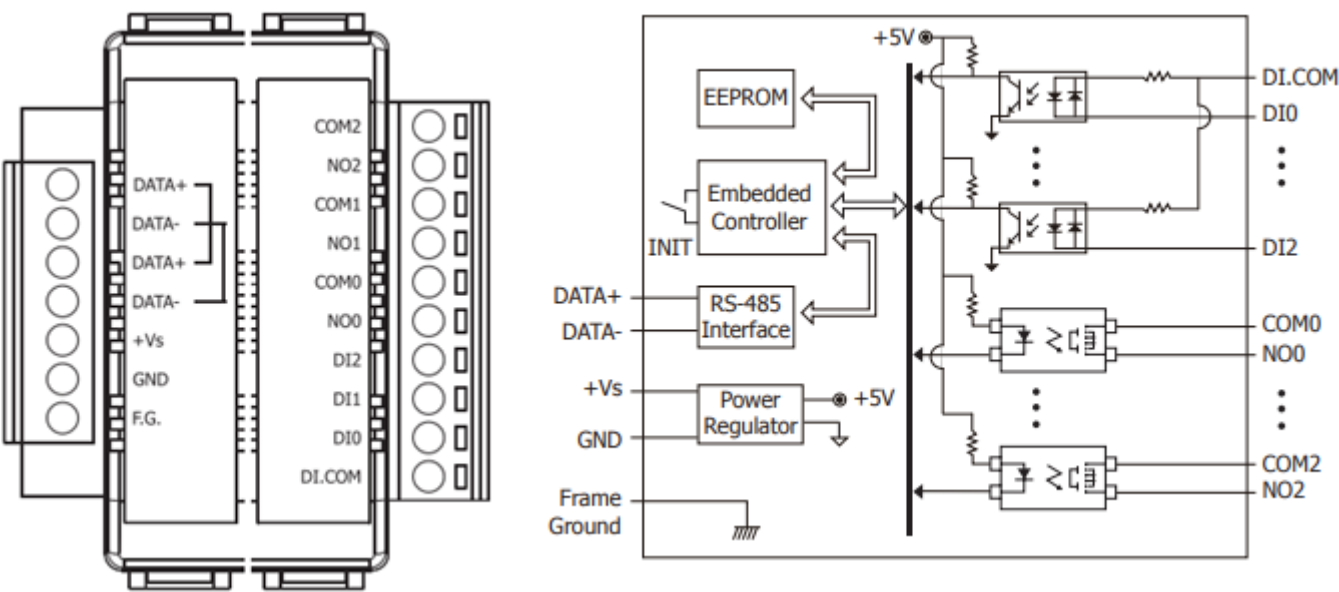 DATA+
DATA-
DATA+
DATA-
+Vs
GND
F.G.
COM2
NO2
COM1
NO1
COM0
NO0
DI2
DI1
DI0
DI.COM
+5V
EEPROM
Embedded
Controller
INIT
DATA+
DATA-
RS-485
Interface
+Vs
GND
Power
Regulator
+5V
Frame
Ground
DI.COM
DI0
DI2
COM0
NO0
COM2
NO2